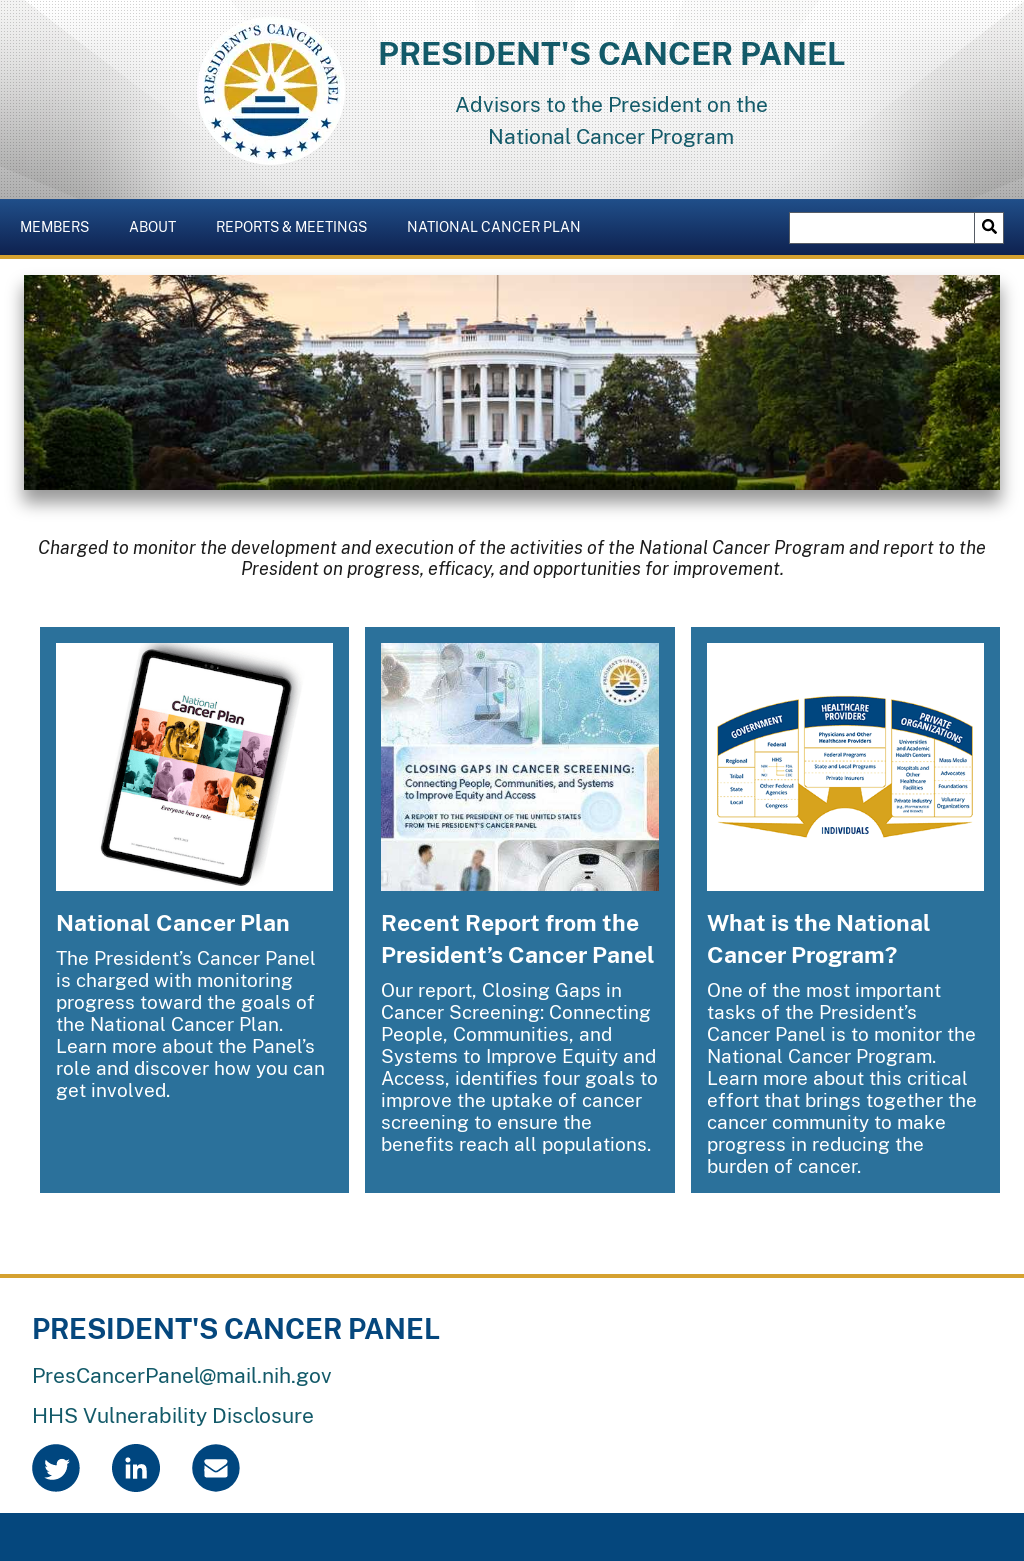 PRESIDENT'S CANCER PANEL
PRESIDENT'S CANCER PANEL
Advisors to the President on the
National Cancer Program
MEMBERS
ABOUT
REPORTS & MEETINGS
NATIONAL CANCER PLAN
Charged to monitor the development and execution of the activities of the National Cancer Program and report to the
President on progress, efficacy, and opportunities for improvement.
National
Cancer Plan
Everyone has a role.
National Cancer Plan
The President’s Cancer Panel
is charged with monitoring
progress toward the goals of
the National Cancer Plan.
Learn more about the Panel’s
role and discover how you can
get involved.
PRESIDENT'S CANCER PANEL
CLOSING GAPS IN CANCER SCREENING:
Connecting People, Communities, and Systems
to Improve Equity and Access
A REPORT TO THE PRESIDENT OF THE UNITED STATES
FROM THE PRESIDENT'S CANCER PANEL
Recent Report from the
President’s Cancer Panel
Our report, Closing Gaps in
Cancer Screening: Connecting
People, Communities, and
Systems to Improve Equity and
Access, identifies four goals to
improve the uptake of cancer
screening to ensure the
benefits reach all populations.
GOVERNMENT
Regional
Tribal
State
Local
Federal
HHS
Other Federal
Agencies
Congress
HEALTHCARE
PROVIDERS
Physicians and Other
Healthcare Providers
Federal Programs
State and Local Programs
Private Insurers
PRIVATE
ORGANIZATIONS
Universities
and Academic
Health Centers
Hospitals and
Other
Healthcare
Facilities
Private Industry
Mass Media
Advocates
Foundations
Voluntary
Organizations
INDIVIDUALS
What is the National
Cancer Program?
One of the most important
tasks of the President’s
Cancer Panel is to monitor the
National Cancer Program.
Learn more about this critical
effort that brings together the
cancer community to make
progress in reducing the
burden of cancer.
PRESIDENT'S CANCER PANEL
PresCancerPanel@mail.nih.gov
HHS Vulnerability Disclosure
in